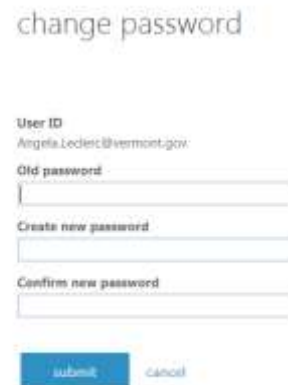 change password
User ID
Angela.Leclerc@vermont.gov
Old password
Create new password
Confirm new password
submit
cancel